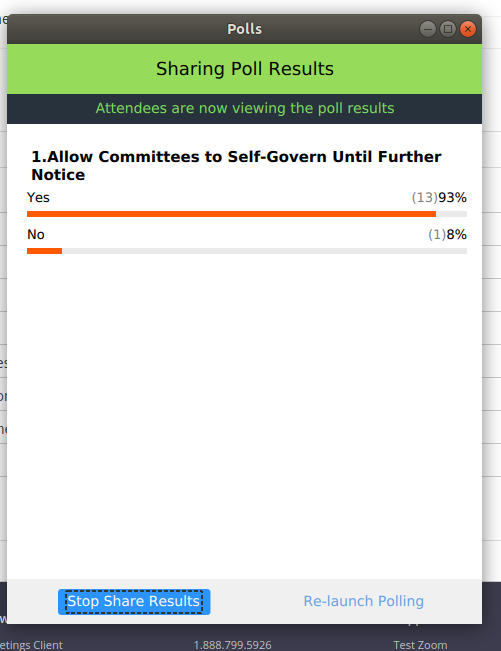 Polls
Sharing Poll Results
Attendees are now viewing the poll results
1.Allow Committees to Self-Govern Until Further
Notice
Yes (13)93%
No (1)8%
Stop Share Results Re-launch Polling
etings Client 1.888.799.5926 Test Zoom